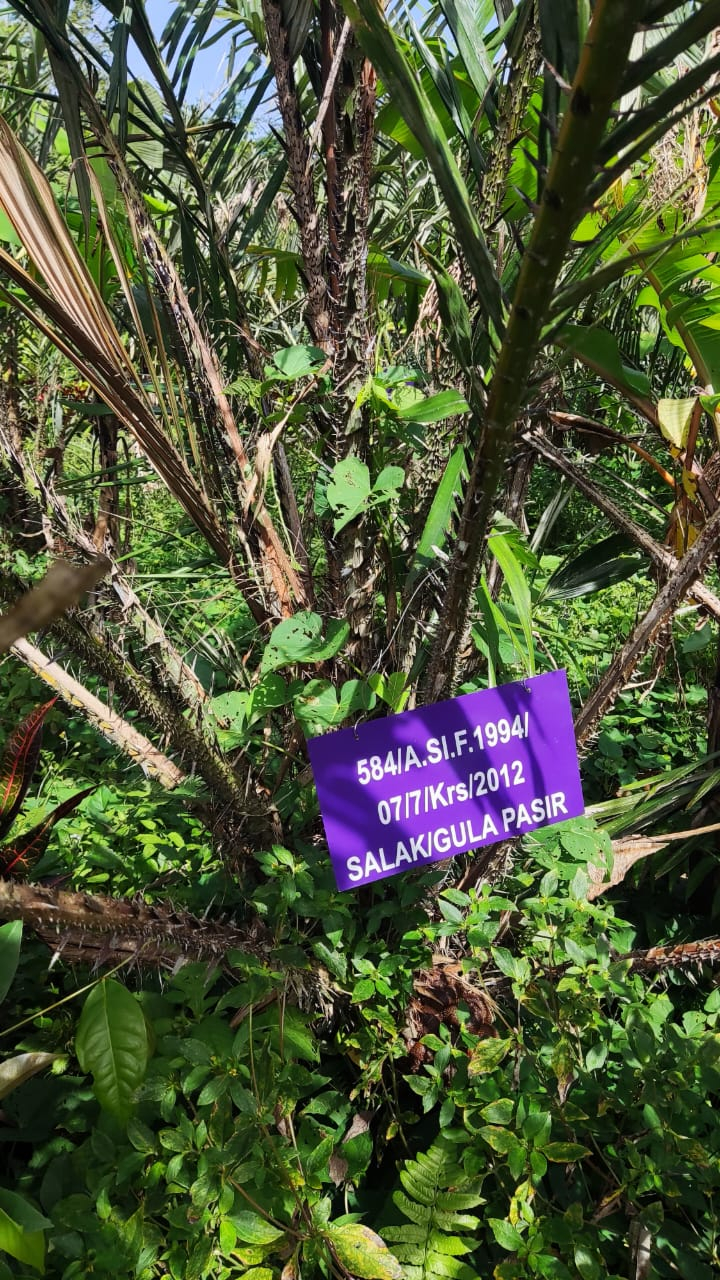 584/A.SI.F.1994/
07/7/Krs/2012
SALAK/GULA PASIR